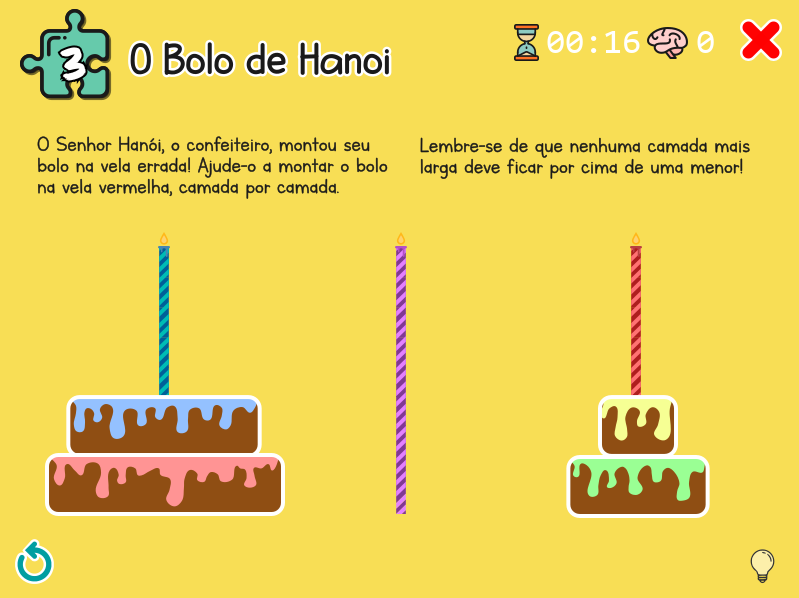 3
O Bolo de Hanoi
00:16
0
O Senhor Hanói, o confeiteiro, montou seu
bolo na vela errada! Ajude-o a montar o bolo
na vela vermelha, camada por camada.
Lembre-se de que nenhuma camada mais
larga deve ficar por cima de uma menor!